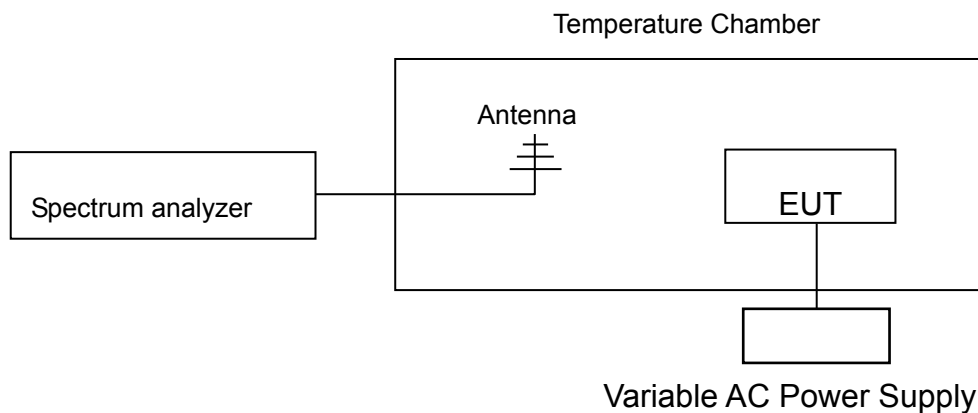 Temperature Chamber
Antenna
Spectrum analyzer
EUT
Variable AC Power Supply